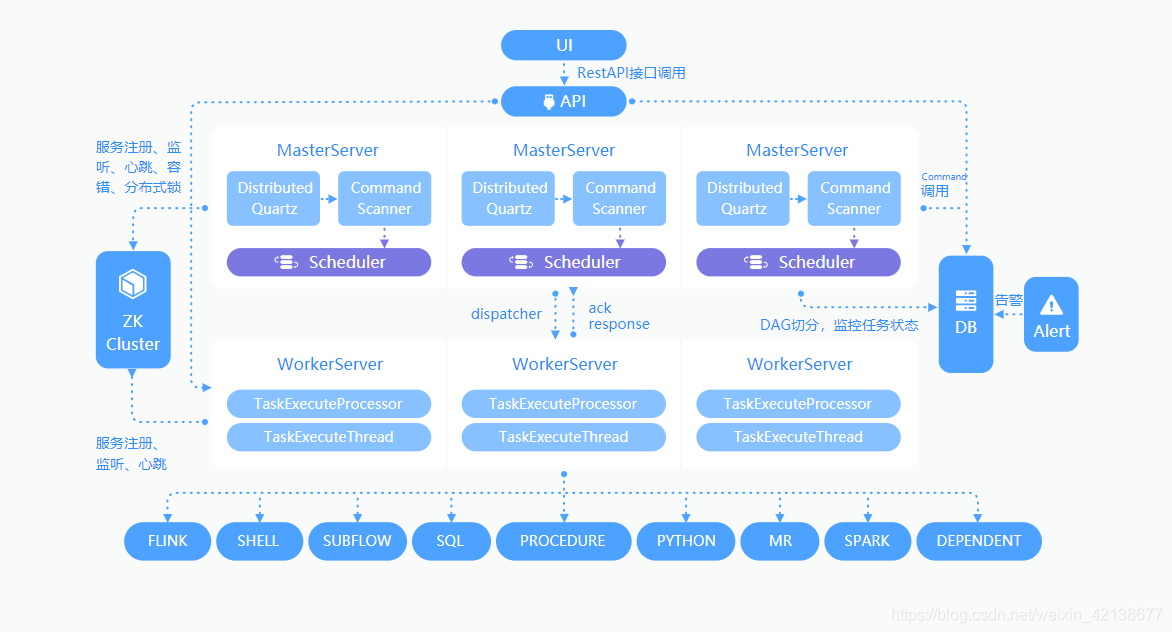 UI
RestAPI接口调用
API
服务注册、监
听、心跳、容
错、分布式锁
MasterServer
Distributed
Quartz
Command
Scanner
Scheduler
MasterServer
Distributed
Quartz
Command
Scanner
Scheduler
MasterServer
Distributed
Quartz
Command
Scanner
Scheduler
Command
调用
ZK
Cluster
dispatcher
ack
response
DAG切分，监控任务状态
DB
告警
Alert
WorkerServer
TaskExecuteProcessor
TaskExecuteThread
WorkerServer
TaskExecuteProcessor
TaskExecuteThread
WorkerServer
TaskExecuteProcessor
TaskExecuteThread
服务注册、
监听、心跳
FLINK
SHELL
SUBFLOW
SQL
PROCEDURE
PYTHON
MR
SPARK
DEPENDENT
https://blog.csdn.net/weixin_42138677